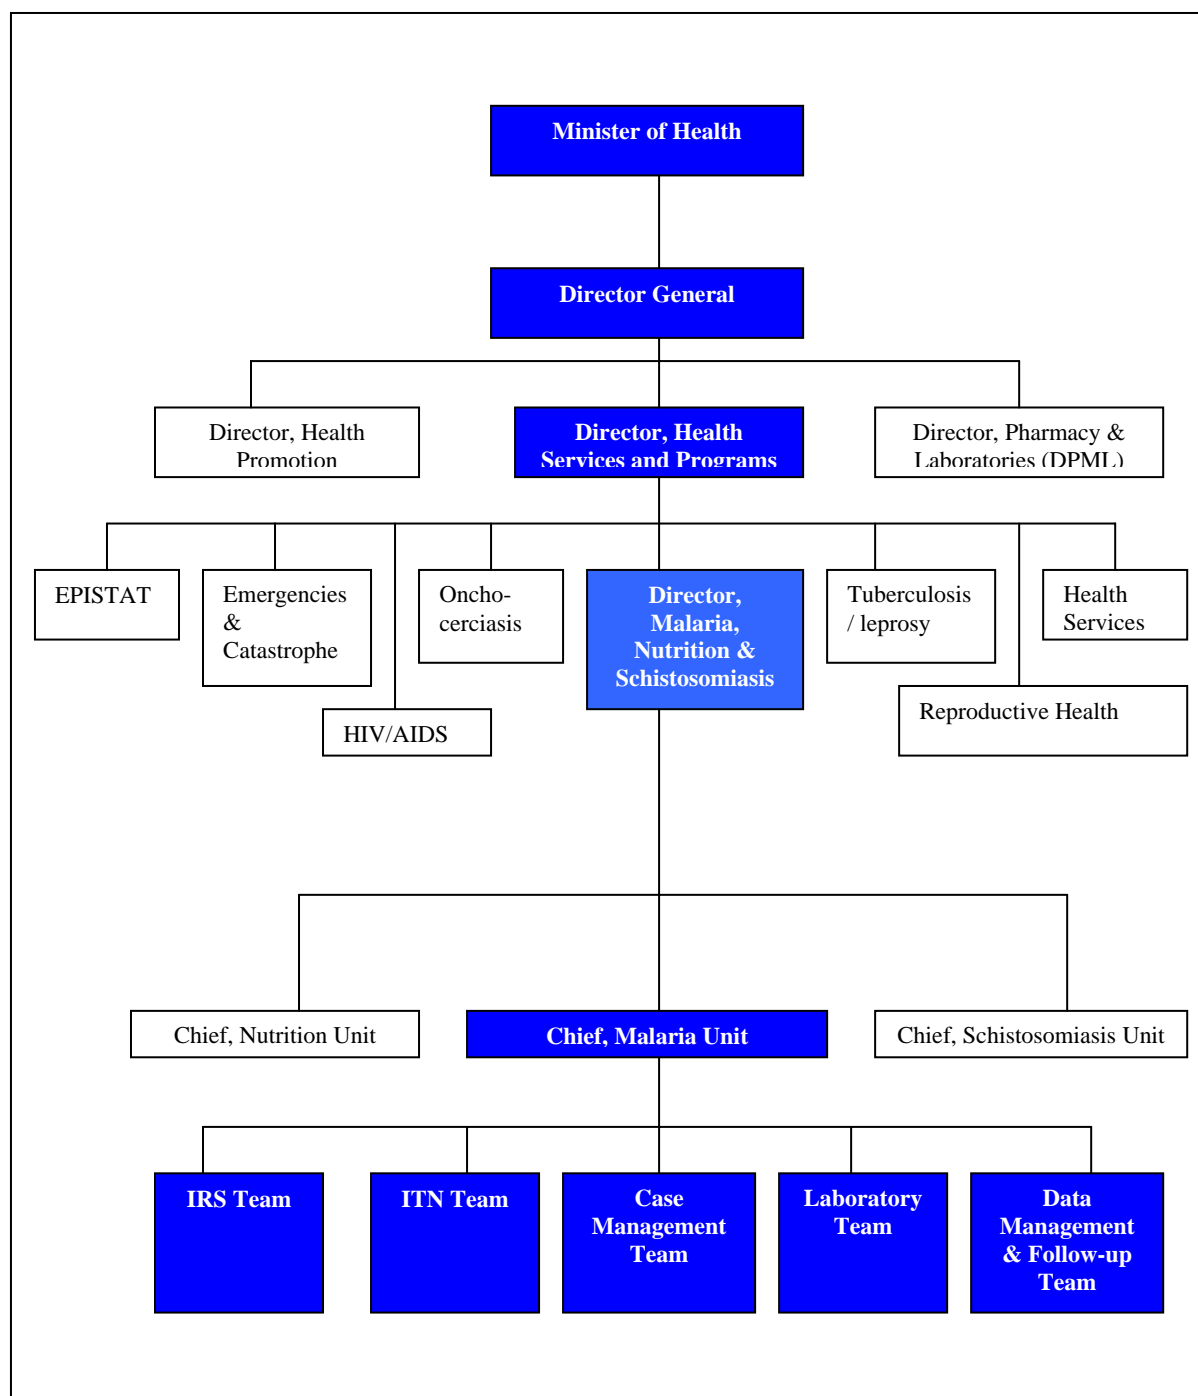 Minister of Health
Director General
Director, Health
Promotion
Director, Health
Services and Programs
Director, Pharmacy &
Laboratories (DPML)
EPISTAT
Emergencies
&
Catastrophe
Oncho-
cerciasis
Director,
Malaria,
Nutrition &
Schistosomiasis
Tuberculosis
/ leprosy
Health
Services
HIV/AIDS
Reproductive Health
Chief, Nutrition Unit
Chief, Malaria Unit
Chief, Schistosomiasis Unit
IRS Team
ITN Team
Case
Management
Team
Laboratory
Team
Data
Management
& Follow-up
Team